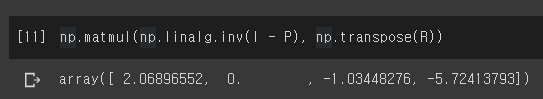 [11] np.matmul(np.linalg.inv(I - P), np.transpose(R))
array([ 2.06896552,  0.        , -1.03448276, -5.72413793])